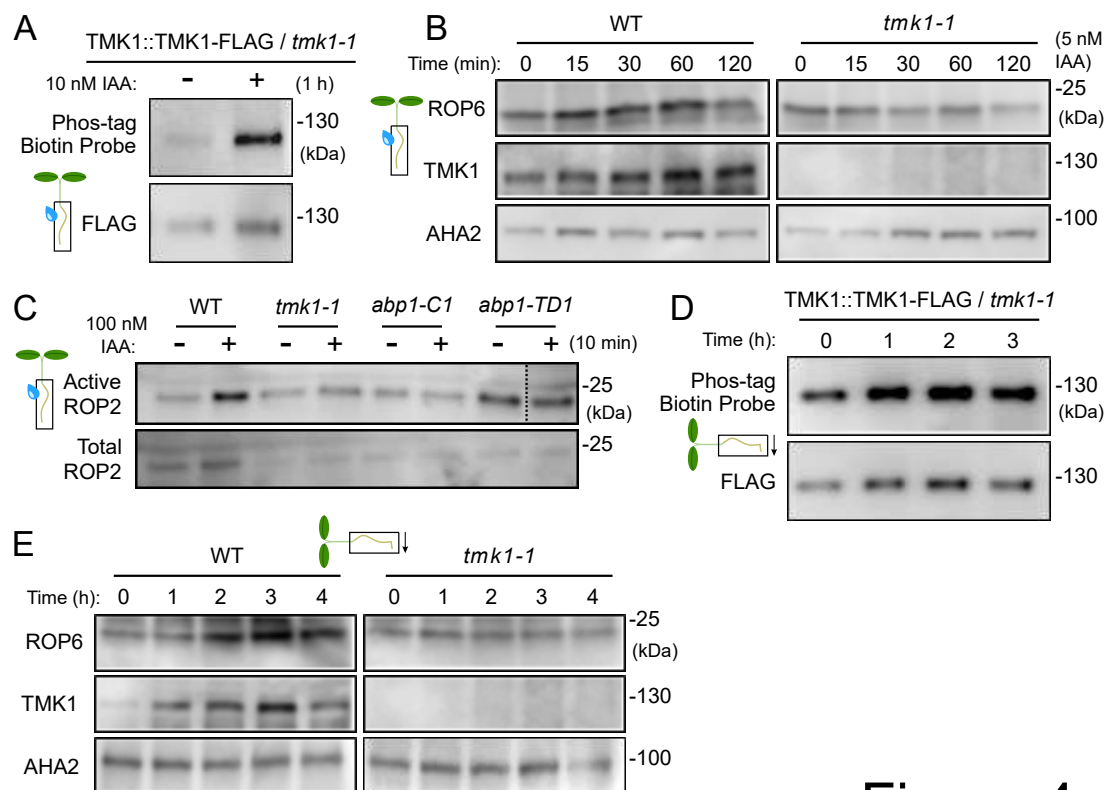 A
TMK1::TMK1-FLAG / tmk1-1
10 nM IAA: - + (1 h)
Phos-tag
Biotin Probe
-130
(kDa)
FLAG
-130
B
WT
tmk1-1
(5 nM
IAA)
Time (min): 0 15 30 60 120 0 15 30 60 120
ROP6
-25
(kDa)
TMK1
-130
AHA2
-100
C
WT tmk1-1 abp1-C1 abp1-TD1
100 nM
IAA: - + - + - + - + (10 min)
Active
ROP2
-25
(kDa)
Total
ROP2
-25
D
TMK1::TMK1-FLAG / tmk1-1
Time (h): 0 1 2 3
Phos-tag
Biotin Probe
-130
(kDa)
FLAG
-130
E
WT
tmk1-1
Time (h): 0 1 2 3 4 0 1 2 3 4
ROP6
-25
(kDa)
TMK1
-130
AHA2
-100